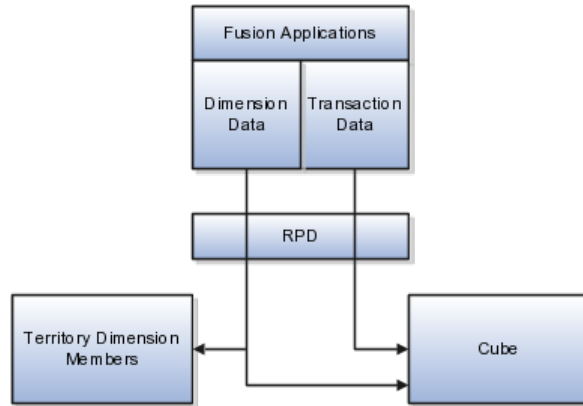 Fusion Applications
Dimension
Data
Transaction
Data
RPD
Territory Dimension
Members
Cube